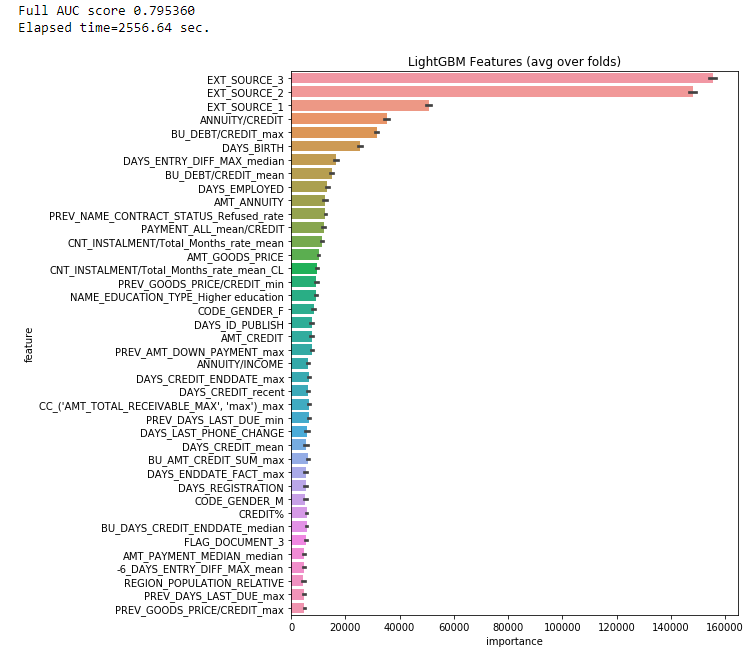 Full AUC score 0.795360
Elapsed time=2556.64 sec.
LightGBM Features (avg over folds)
EXT_SOURCE_3
EXT_SOURCE_2
EXT_SOURCE_1
ANNUITY/CREDIT
BU_DEBT/CREDIT_max
DAYS_BIRTH
DAYS_ENTRY_DIFF_MAX_median
BU_DEBT/CREDIT_mean
DAYS_EMPLOYED
AMT_ANNUITY
PREV_NAME_CONTRACT_STATUS_Refused_rate
PAYMENT_ALL_mean/CREDIT
CNT_INSTALMENT/Total_Months_rate_mean
AMT_GOODS_PRICE
CNT_INSTALMENT/Total_Months_rate_mean_CL
PREV_GOODS_PRICE/CREDIT_min
NAME_EDUCATION_TYPE_Higher education
CODE_GENDER_F
DAYS_ID_PUBLISH
AMT_CREDIT
PREV_AMT_DOWN_PAYMENT_max
ANNUITY/INCOME
DAYS_CREDIT_ENDDATE_max
DAYS_CREDIT_recent
CC_('AMT_TOTAL_RECEIVABLE_MAX', 'max')_max
PREV_DAYS_LAST_DUE_min
DAYS_LAST_PHONE_CHANGE
DAYS_CREDIT_mean
BU_AMT_CREDIT_SUM_max
DAYS_ENDDATE_FACT_max
DAYS_REGISTRATION
CODE_GENDER_M
CREDIT%
BU_DAYS_CREDIT_ENDDATE_median
FLAG_DOCUMENT_3
AMT_PAYMENT_MEDIAN_median
-6_DAYS_ENTRY_DIFF_MAX_mean
REGION_POPULATION_RELATIVE
PREV_DAYS_LAST_DUE_max
PREV_GOODS_PRICE/CREDIT_max
feature
0 20000 40000 60000 80000 100000 120000 140000 160000
importance